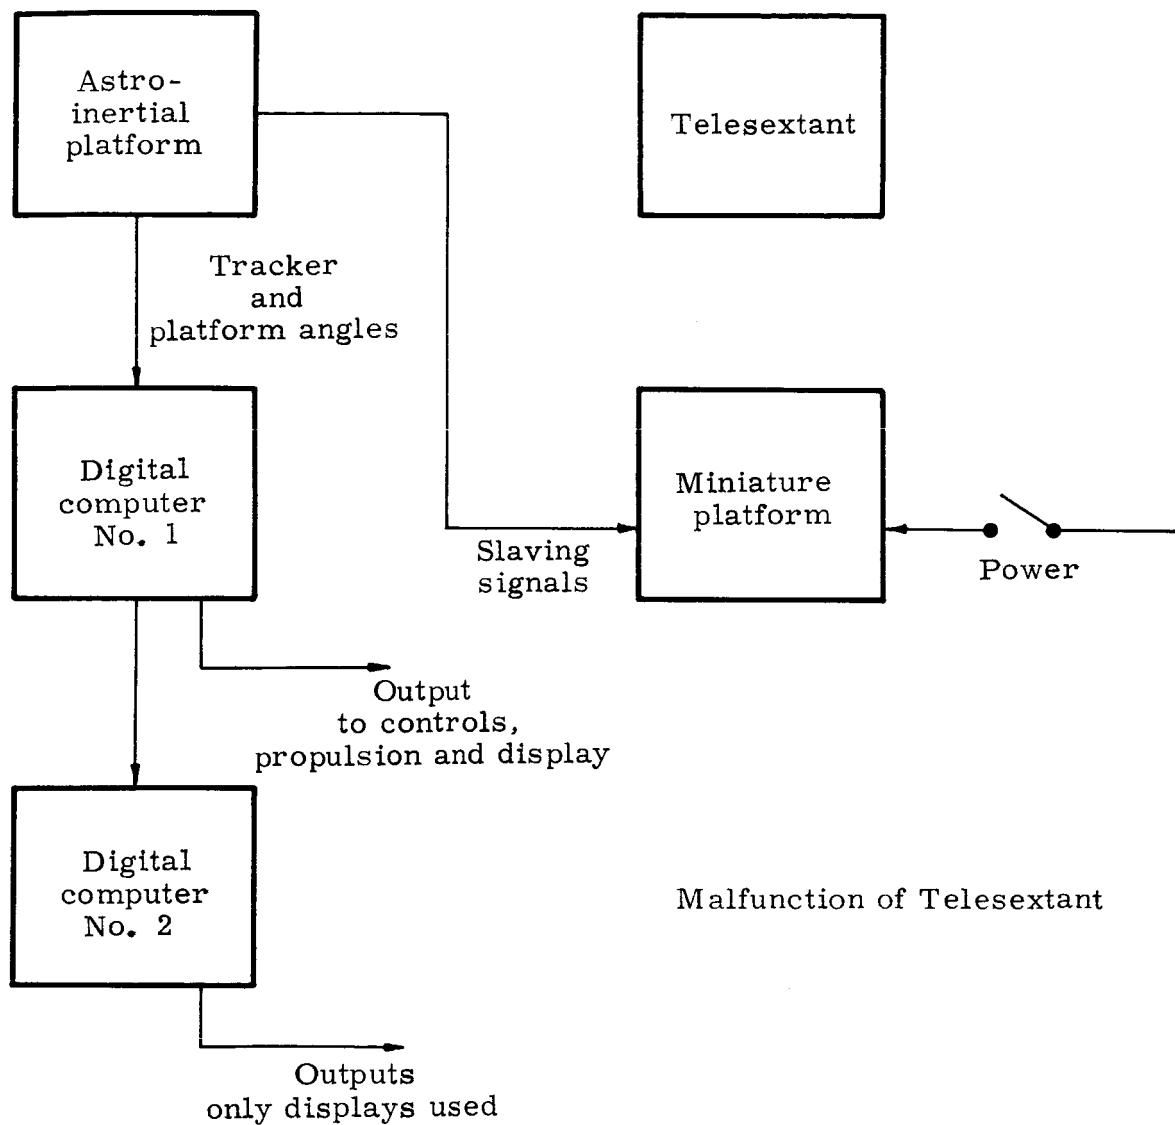 Astro-
inertial
platform
Telesextant
Tracker
and
platform angles
Digital
computer
No. 1
Miniature
platform
Slaving
signals
Power
Output
to controls,
propulsion and display
Digital
computer
No. 2
Malfunction of Telesextant
Outputs
only displays used